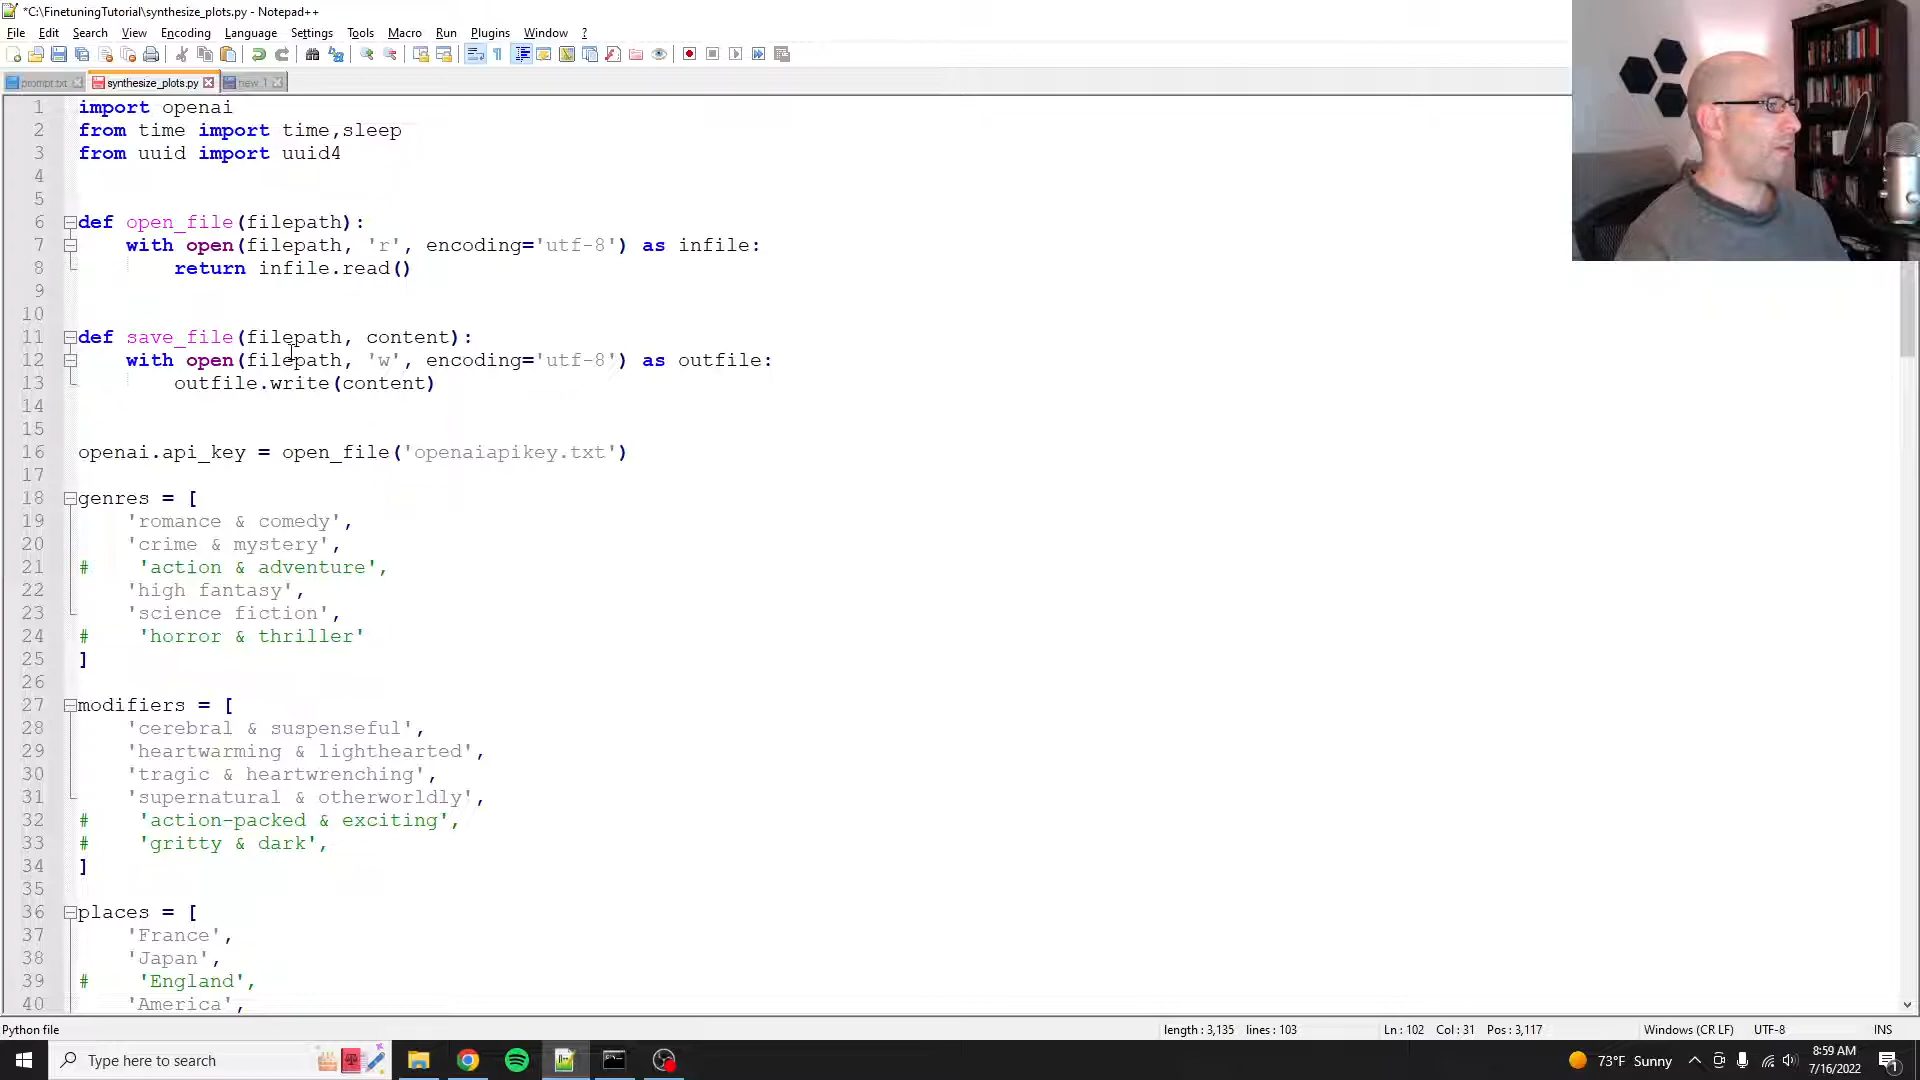 *C:\FinetuningTutorial\synthesize_plots.py - Notepad++
File Edit Search View Encoding Language Settings Tools Macro Run Plugins Window ?
prompt.txt synthesize_plots.py new 1
1 import openai
2 from time import time,sleep
3 from uuid import uuid4
4
5
6 def open_file(filepath):
7 with open(filepath, 'r', encoding='utf-8') as infile:
8 return infile.read()
9
10
11 def save_file(filepath, content):
12 with open(filepath, 'w', encoding='utf-8') as outfile:
13 outfile.write(content)
14
15
16 openai.api_key = open_file('openaiapikey.txt')
17
18 genres = [
19 'romance & comedy',
20 'crime & mystery',
21 # 'action & adventure',
22 'high fantasy',
23 'science fiction',
24 # 'horror & thriller'
25 ]
26
27 modifiers = [
28 'cerebral & suspenseful',
29 'heartwarming & lighthearted',
30 'tragic & heartwrenching',
31 'supernatural & otherworldly',
32 # 'action-packed & exciting',
33 # 'gritty & dark',
34 ]
35
36 places = [
37 'France',
38 'Japan',
39 # 'England',
40 'America',
Python file length : 3,135 lines : 103 Ln : 102 Col : 31 Pos : 3,117 Windows (CR LF) UTF-8 INS
Type here to search 73°F Sunny 8:59 AM
7/16/2022